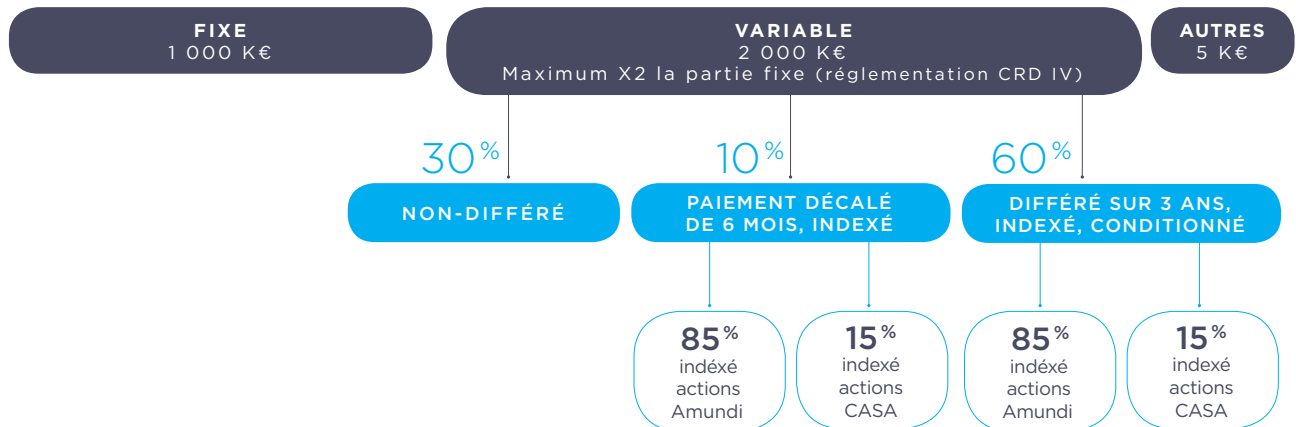 FIXE
1 000 K€
VARIABLE
2 000 K€
Maximum X2 la partie fixe (réglementation CRD IV)
AUTRES
5 K€
30%
10%
60%
NON-DIFFÉRÉ
PAIEMENT DÉCALÉ
DE 6 MOIS, INDEXÉ
DIFFÉRÉ SUR 3 ANS,
INDEXÉ, CONDITIONNÉ
85%
indéxé
actions
Amundi
15%
indexé
actions
CASA
85%
indéxé
actions
Amundi
15%
indexé
actions
CASA